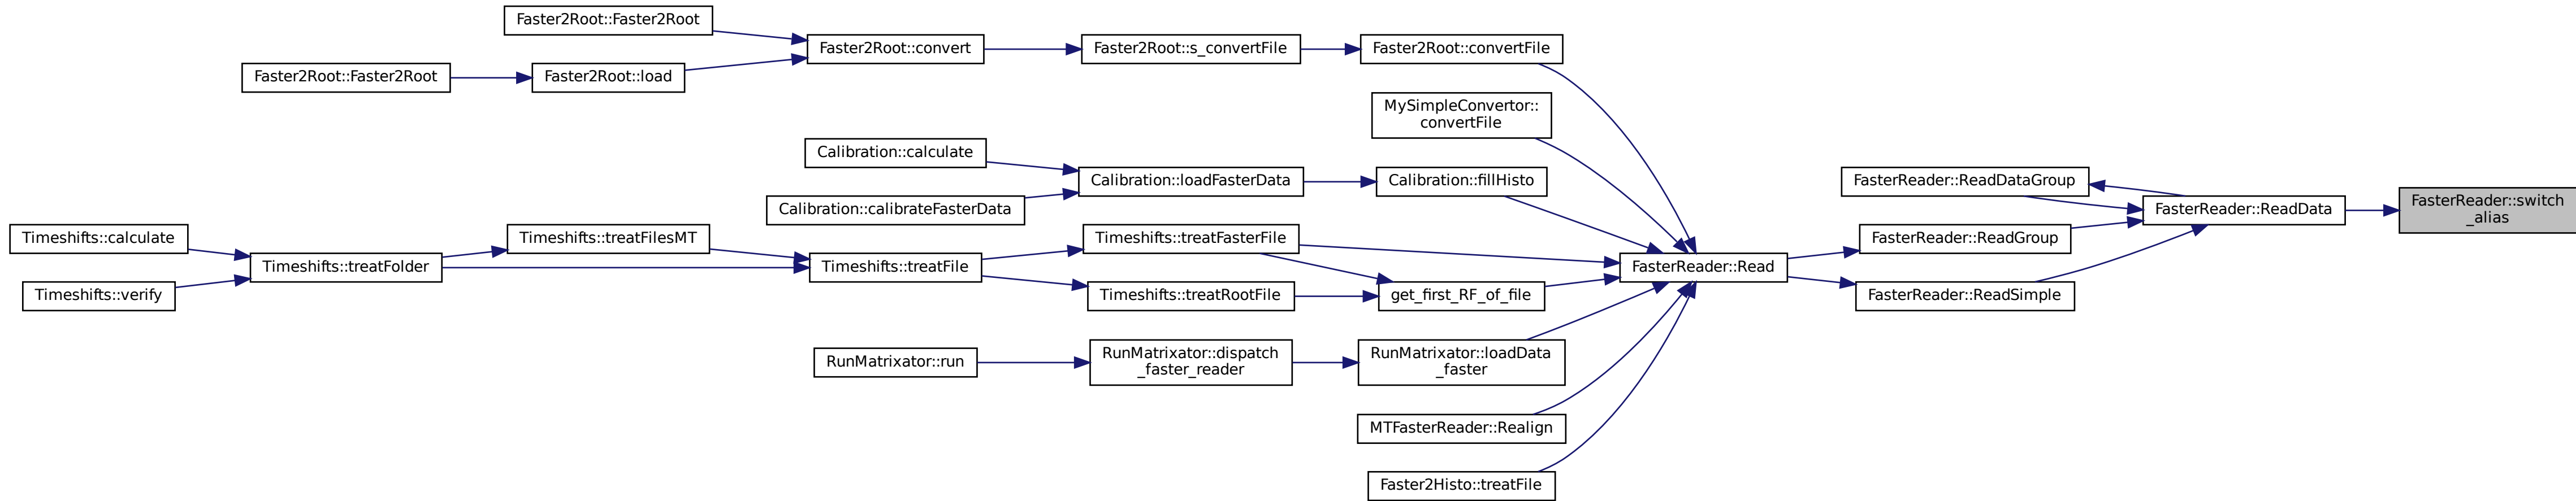 Faster2Root::Faster2Root
Faster2Root::convert
Faster2Root::s_convertFile
Faster2Root::convertFile
Faster2Root::Faster2Root
Faster2Root::load
MySimpleConvertor::
convertFile
Calibration::calculate
Calibration::loadFasterData
Calibration::fillHisto
Calibration::calibrateFasterData
FasterReader::ReadDataGroup
FasterReader::ReadData
FasterReader::switch
_alias
Timeshifts::calculate
Timeshifts::treatFilesMT
Timeshifts::treatFasterFile
FasterReader::ReadGroup
Timeshifts::treatFolder
Timeshifts::treatFile
FasterReader::Read
Timeshifts::verify
Timeshifts::treatRootFile
get_first_RF_of_file
FasterReader::ReadSimple
RunMatrixator::run
RunMatrixator::dispatch
_faster_reader
RunMatrixator::loadData
_faster
MTFasterReader::Realign
Faster2Histo::treatFile